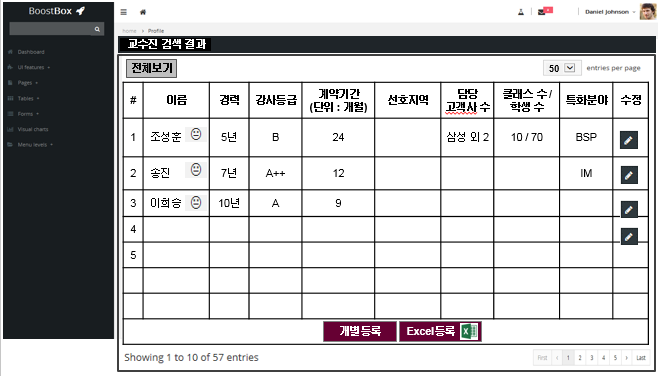 BoostBox
Daniel Johnson
home > Profile
Dashboard
UI features
Pages
Tables
Forms
Visual charts
Menu levels
교수진 검색 결과
전체보기
50 entries per page
# 이름 경력 강사등급 계약기간 (단위 : 개월) 선호지역 담당 고객사 수 클래스 수 / 학생 수 특화분야 수정
1 조성훈 5년 B 24 삼성 외 2 10 / 70 BSP
2 송진 7년 A++ 12 IM
3 이희승 10년 A 9
4
5
개별등록 Excel등록
Showing 1 to 10 of 57 entries
First ‹ 1 2 3 4 5 › Last